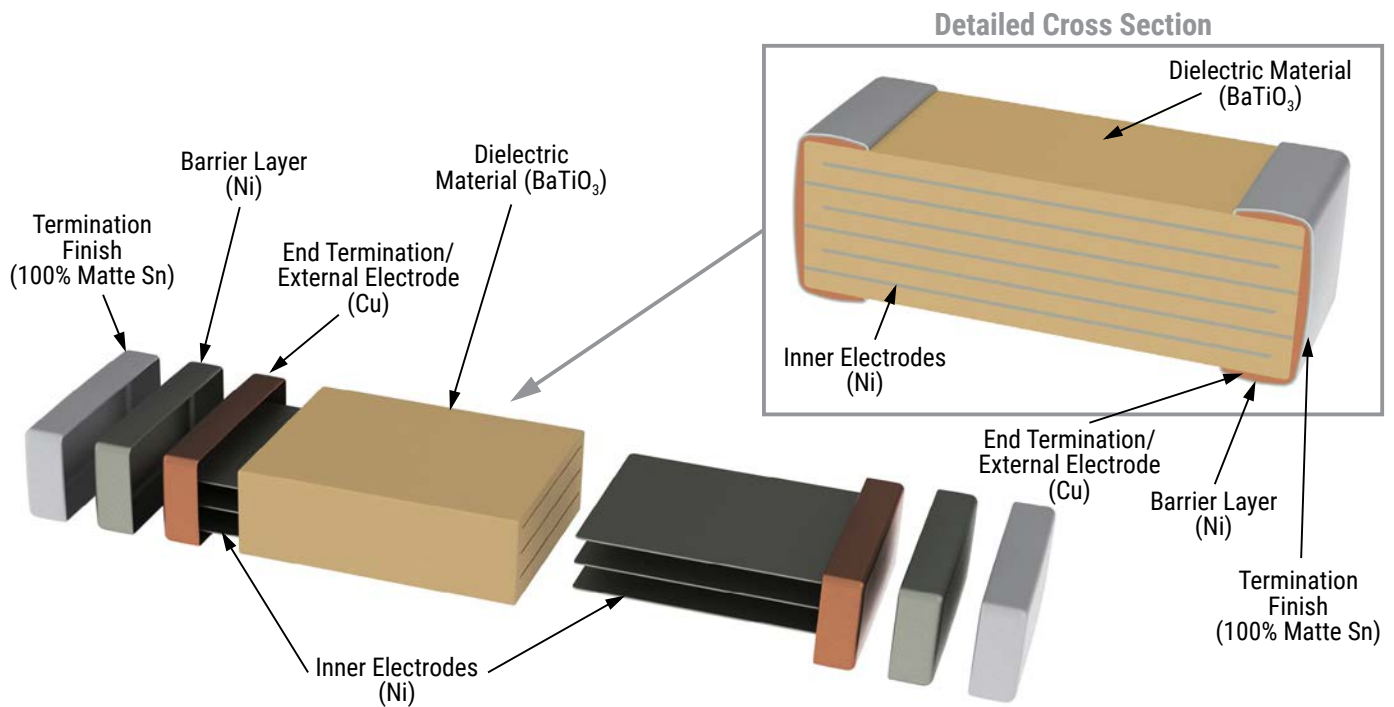 Detailed Cross Section
Dielectric Material
(BaTiO₃)
Inner Electrodes
(Ni)
End Termination/
External Electrode
(Cu)
Barrier Layer
(Ni)
Termination
Finish
(100% Matte Sn)
Barrier Layer
(Ni)
Dielectric
Material (BaTiO₃)
Termination
Finish
(100% Matte Sn)
End Termination/
External Electrode
(Cu)
Inner Electrodes
(Ni)